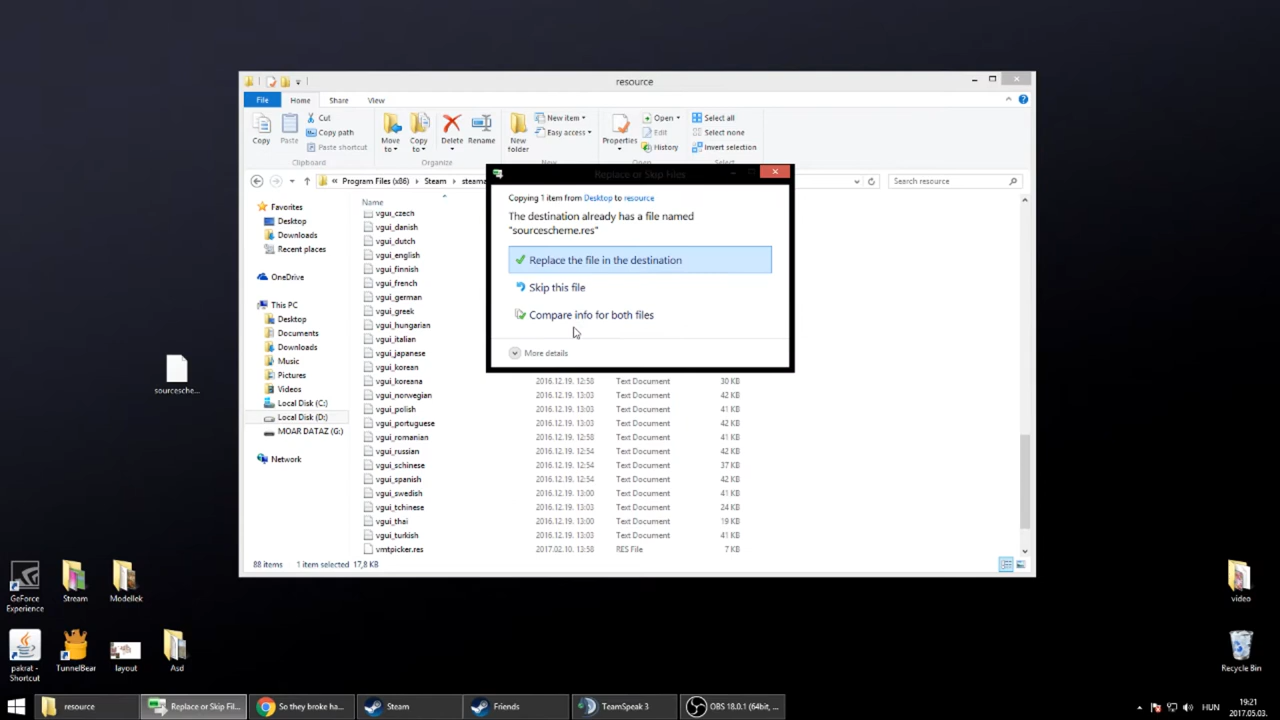 resource
File Home Share View
Copy
Paste
Cut
Copy path
Paste shortcut
Clipboard
Move to
Copy to
Delete
Rename
Organize
New folder
New item
Easy access
New
Properties
Open
Edit
History
Open
Select all
Select none
Invert selection
« Program Files (x86) Steam steama
Search resource
Favorites
Desktop
Downloads
Recent places
OneDrive
This PC
Desktop
Documents
Downloads
Music
Pictures
Videos
Local Disk (C:)
Local Disk (D:)
MOAR DATAZ (G:)
Network
Name
vgui_czech
vgui_danish
vgui_dutch
vgui_english
vgui_finnish
vgui_french
vgui_german
vgui_greek
vgui_hungarian
vgui_italian
vgui_japanese
vgui_korean
vgui_koreana 2016.12.19. 12:58 Text Document 30 KB
vgui_norwegian 2016.12.19. 13:03 Text Document 42 KB
vgui_polish 2016.12.19. 13:03 Text Document 41 KB
vgui_portuguese 2016.12.19. 13:03 Text Document 42 KB
vgui_romanian 2016.12.19. 12:58 Text Document 41 KB
vgui_russian 2016.12.19. 12:54 Text Document 42 KB
vgui_schinese 2016.12.19. 12:54 Text Document 37 KB
vgui_spanish 2016.12.19. 12:54 Text Document 42 KB
vgui_swedish 2016.12.19. 13:00 Text Document 41 KB
vgui_tchinese 2016.12.19. 13:03 Text Document 24 KB
vgui_thai 2016.12.19. 13:00 Text Document 19 KB
vgui_turkish 2016.12.19. 13:03 Text Document 41 KB
vmtpicker.res 2017.02.10. 13:58 RES File 7 KB
88 items 1 item selected 17,8 KB
Replace or Skip Files
Copying 1 item from Desktop to resource
The destination already has a file named
"sourcescheme.res"
Replace the file in the destination
Skip this file
Compare info for both files
More details
sourcesche...
GeForce
Experience
Stream
Modellek
pakrat -
Shortcut
TunnelBear
layout
Asd
video
Recycle Bin
resource
Replace or Skip Fil...
So they broke ha...
Steam
Friends
TeamSpeak 3
OBS 18.0.1 (64bit, ...
HUN
19:21
2017.05.03.